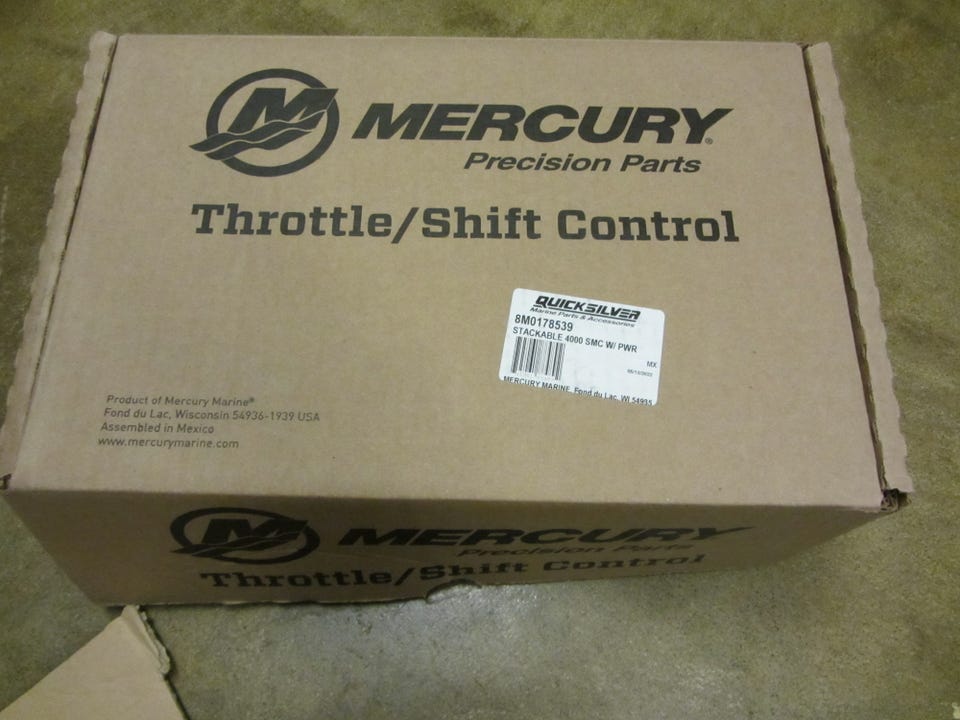 M MERCURY®
Precision Parts
Throttle/Shift Control
QUICKSILVER
Marine Parts & Accessories
8M0178539
STACKABLE 4000 SMC W/ PWR
MX
MERCURY MARINE, Fond du Lac, WI 54935
Product of Mercury Marine®
Fond du Lac, Wisconsin 54936-1939 USA
Assembled in Mexico
www.mercurymarine.com
M MERCURY
Precision Parts
Throttle/Shift Control